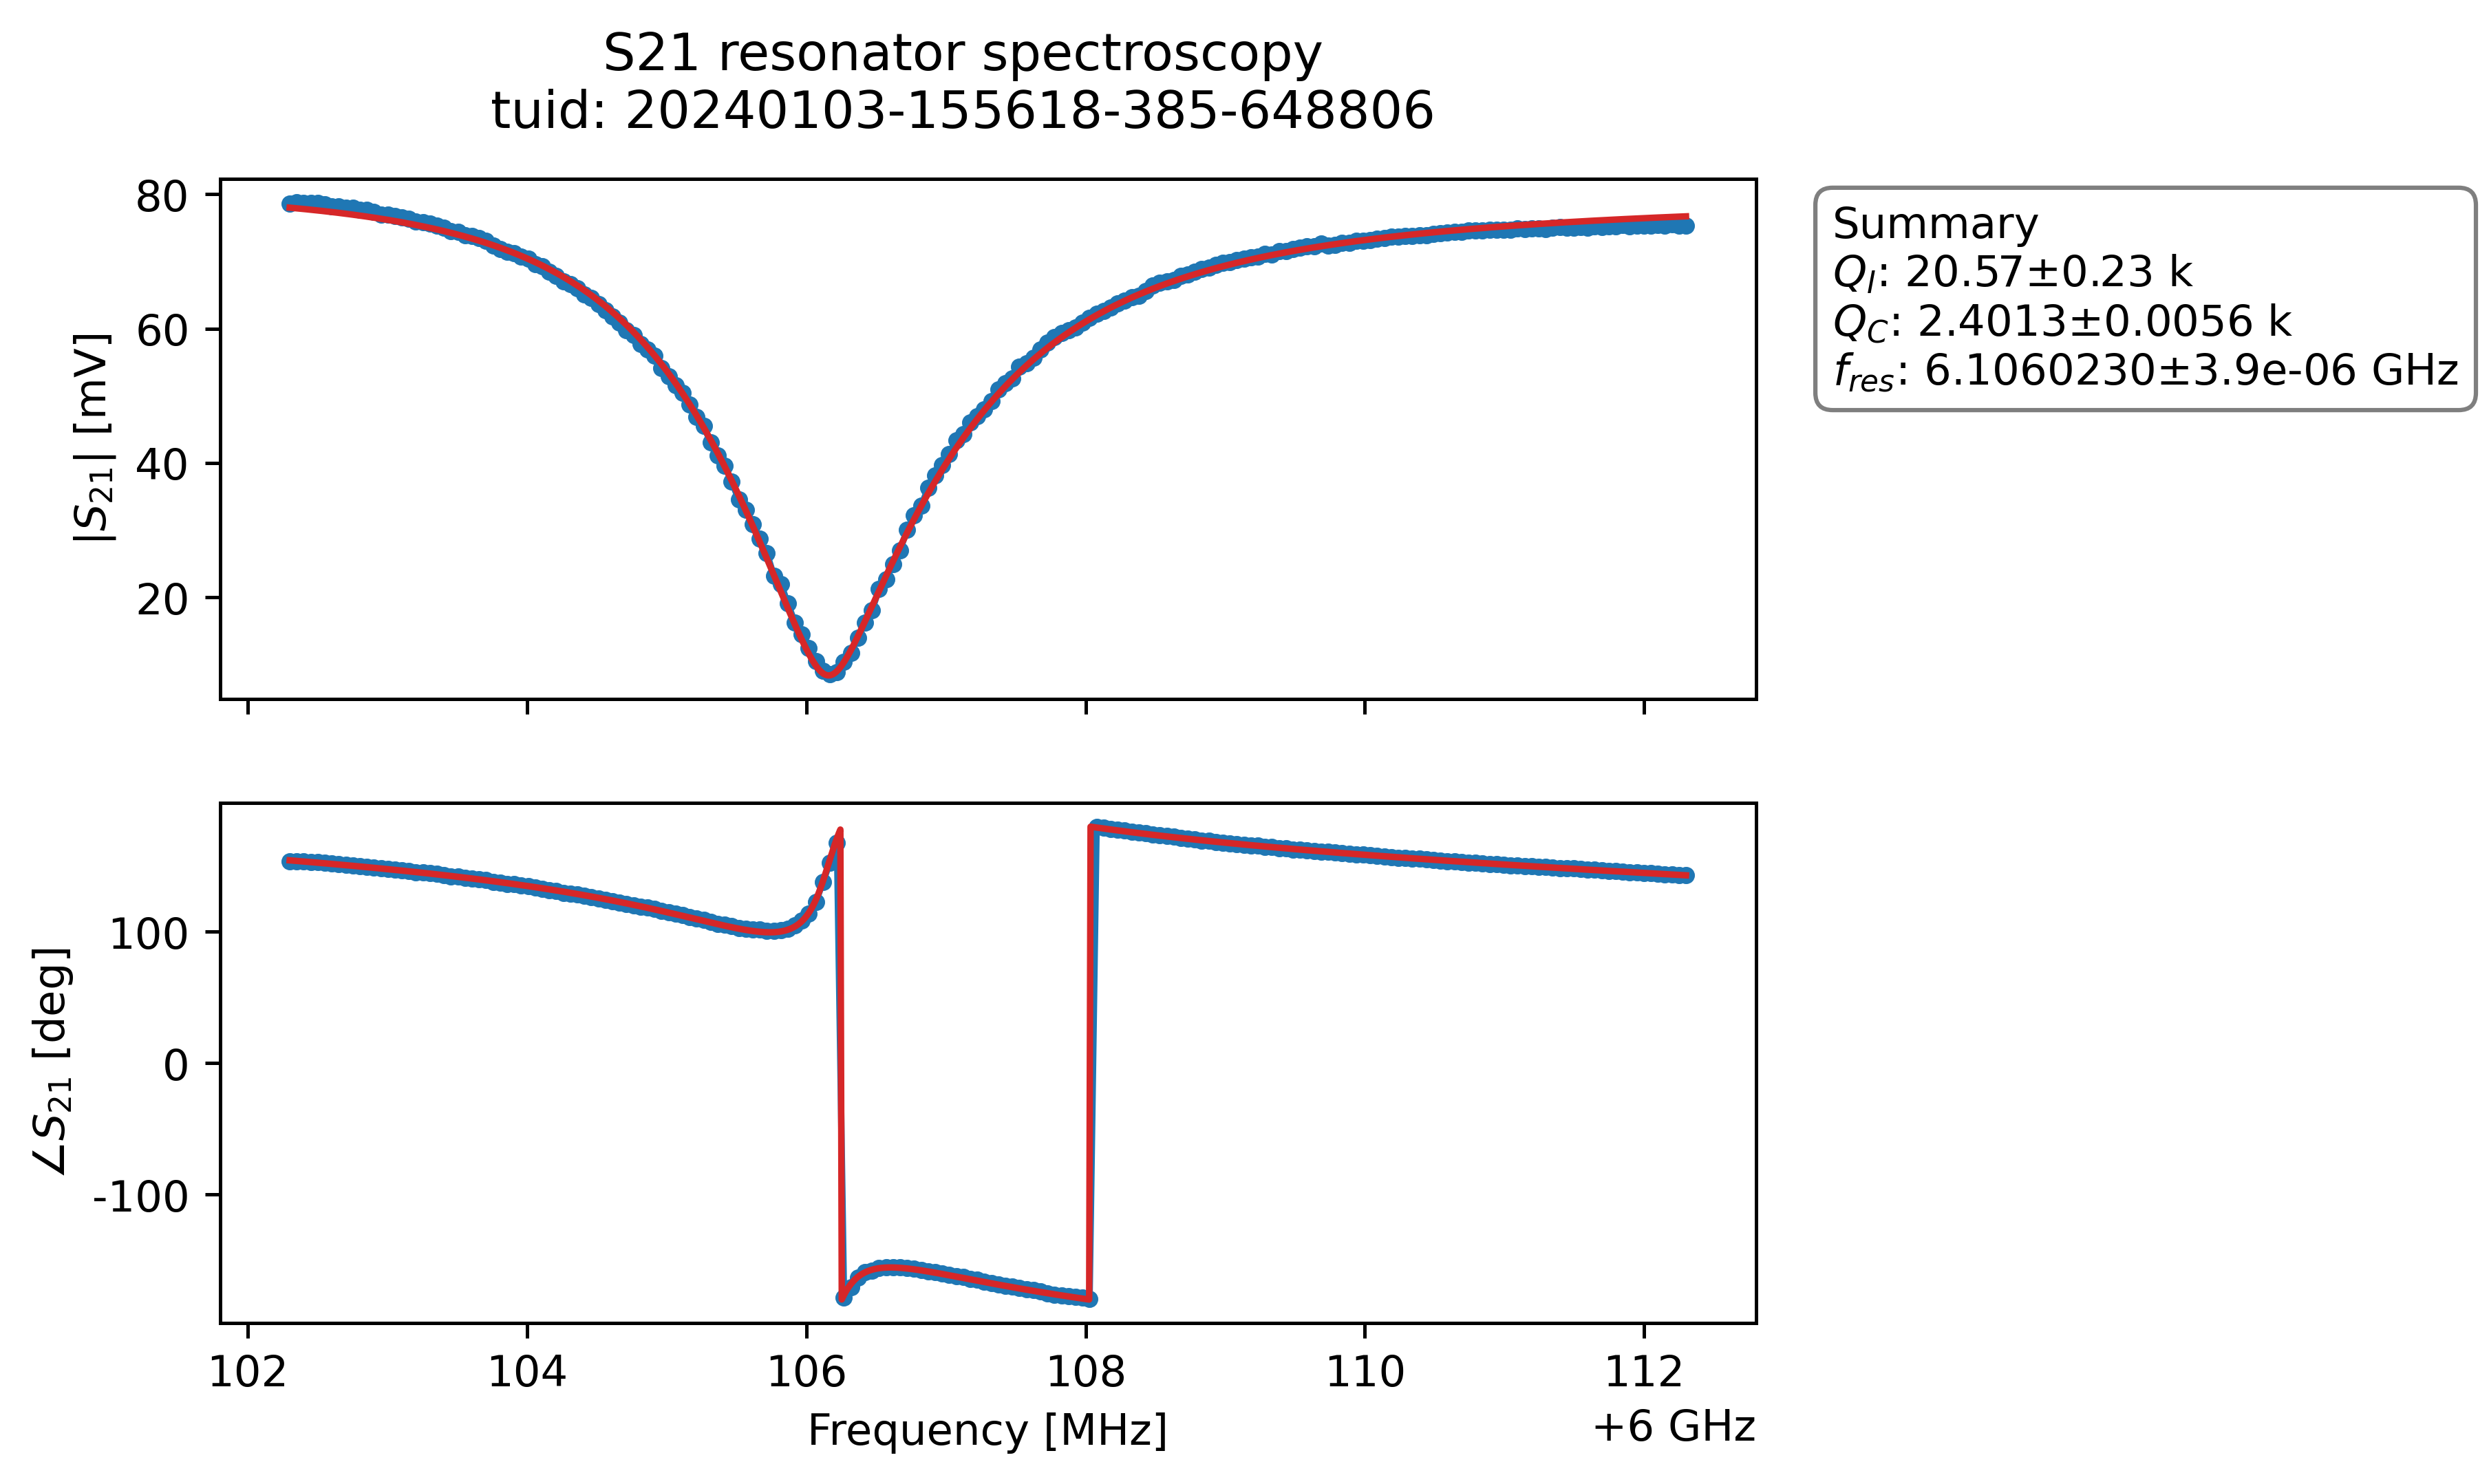 S21 resonator spectroscopy
tuid: 20240103-155618-385-648806
80
60
40
20
|S21| [mV]
Summary
QI: 20.57±0.23 k
QC: 2.4013±0.0056 k
fres: 6.1060230±3.9e-06 GHz
100
0
-100
∠S21 [deg]
102 104 106 108 110 112
Frequency [MHz]
+6 GHz